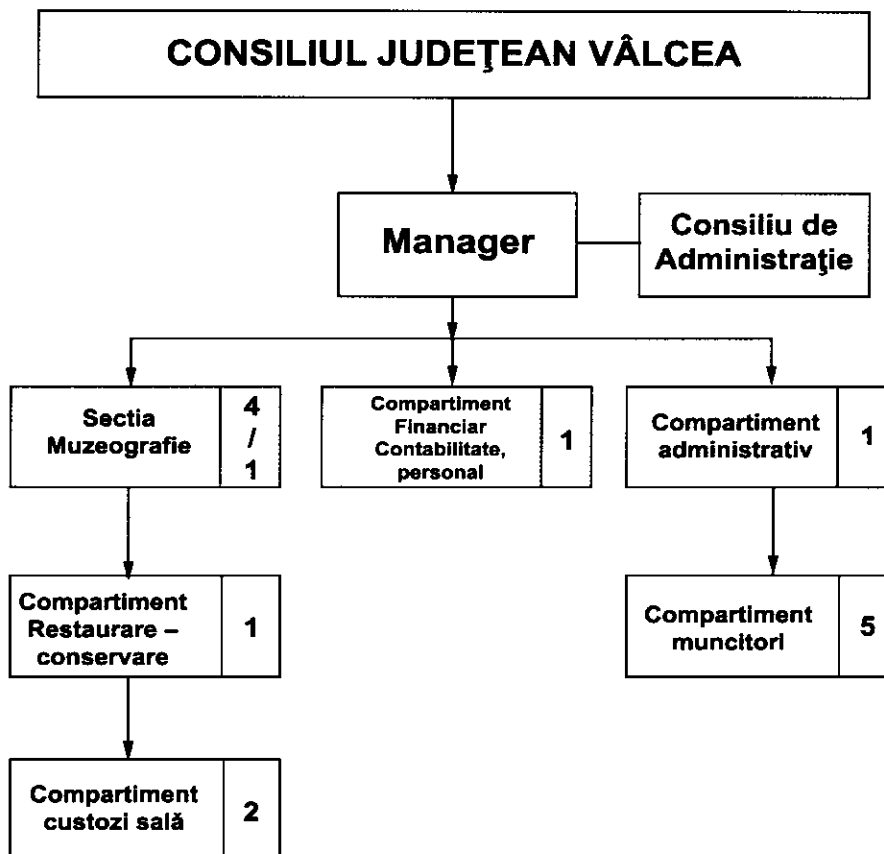 CONSILIUL JUDEŢEAN VÂLCEA
Manager
Consiliu de
Administraţie
Sectia
Muzeografie
4
/
1
Compartiment
Financiar
Contabilitate,
personal
1
Compartiment
administrativ
1
Compartiment
Restaurare –
conservare
1
Compartiment
muncitori
5
Compartiment
custozi sală
2